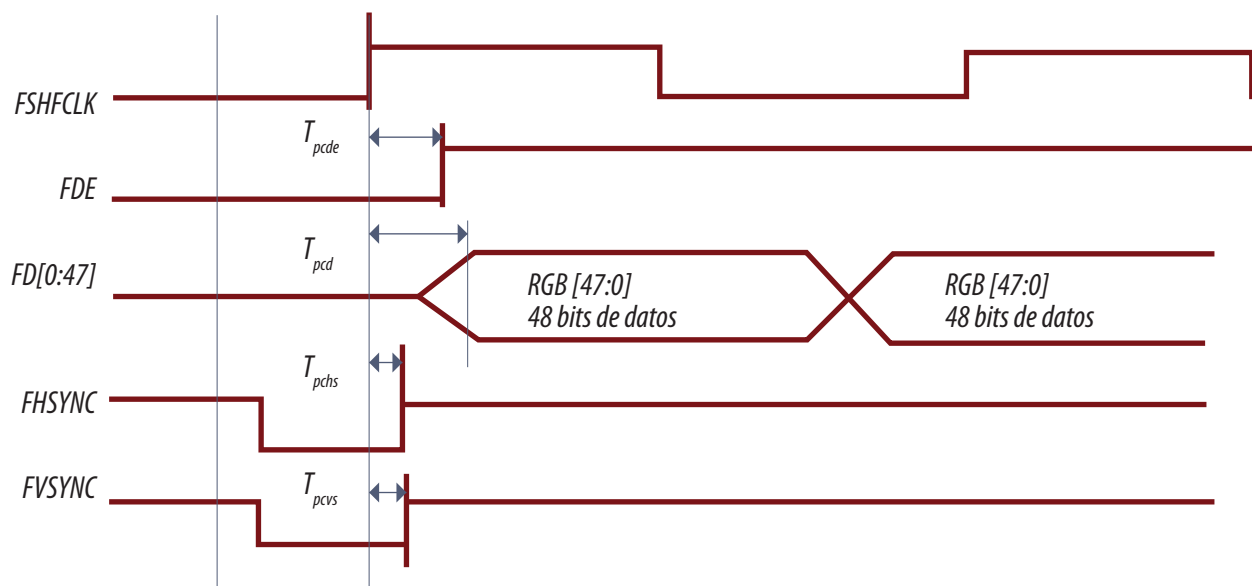 FSHFCLK
T pcde
FDE
T pcd
FD[0:47]
RGB [47:0]
48 bits de datos
RGB [47:0]
48 bits de datos
T pchs
FHSYNC
T pcvs
FVSYNC